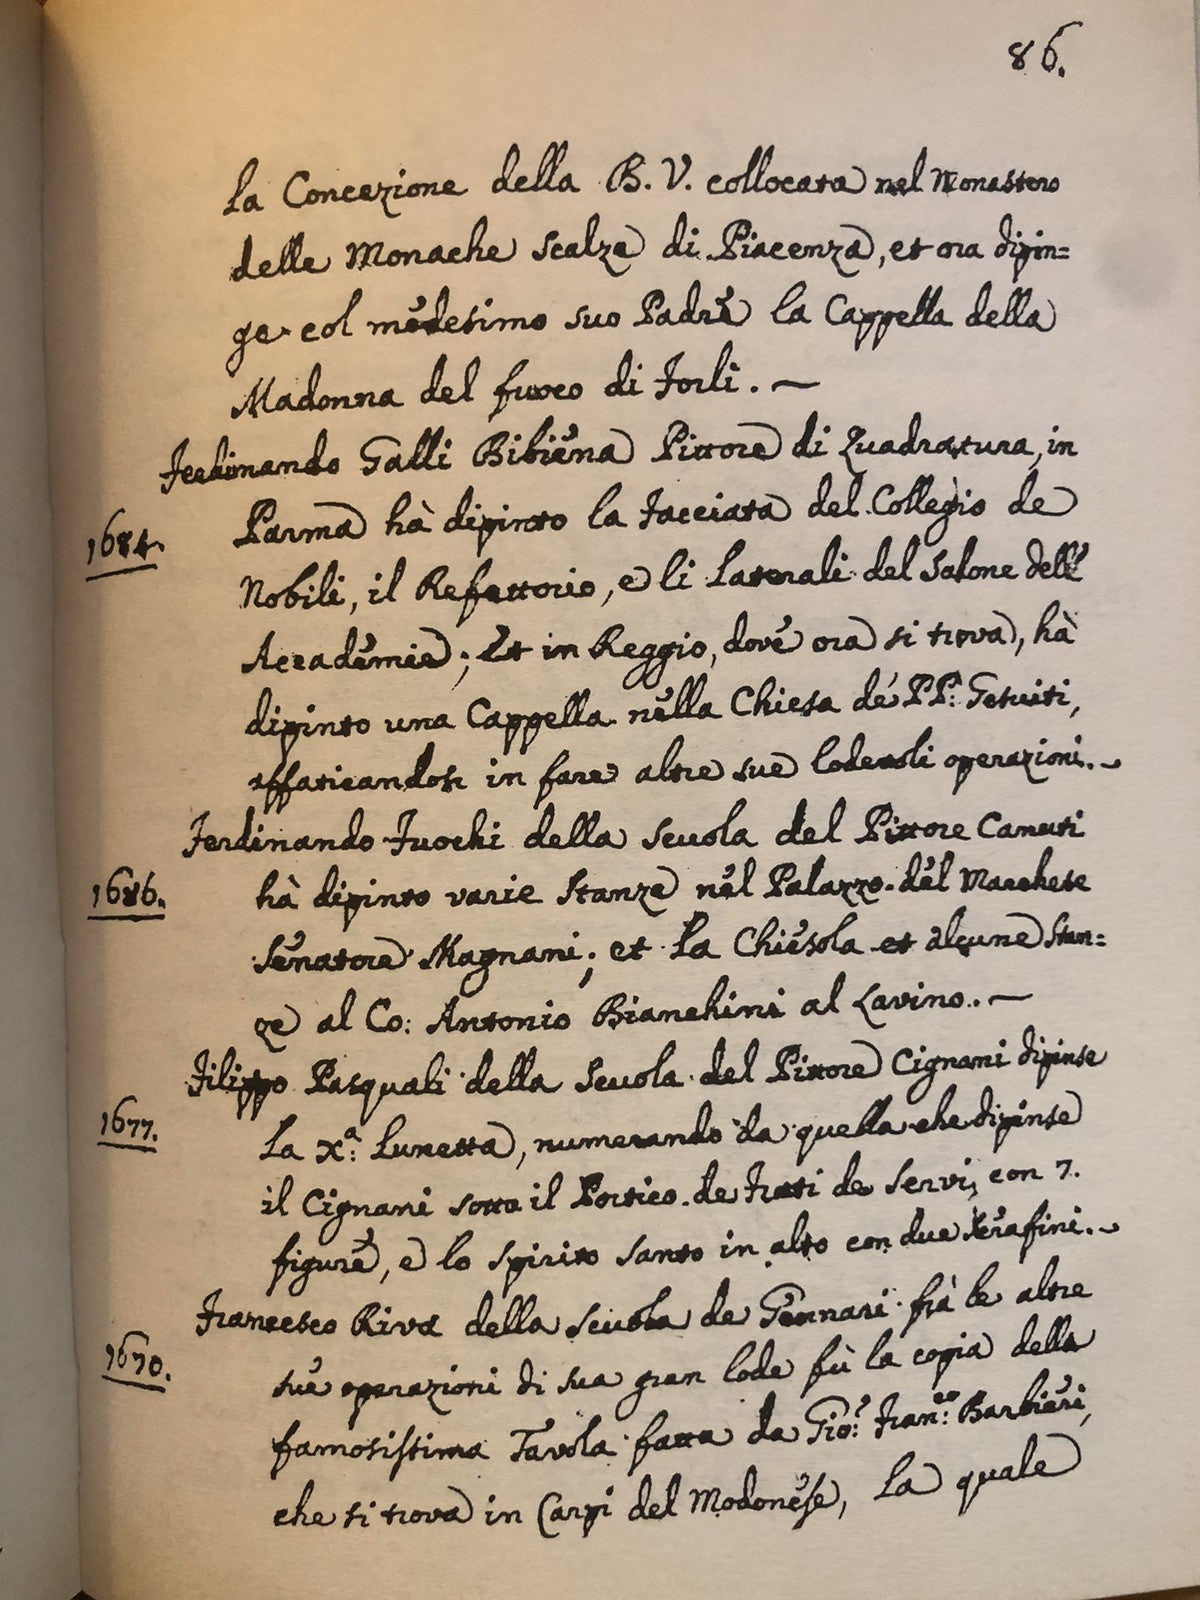 86.
la Concezione della B. V. collocata nel Monastero
delle Monache Scalze di Piacenza, et ora dipin=
ge col medesimo suo Padre la Cappella della
Madonna del fuoco di Forlì. ~
Ferdinando Galli Bibiena Pittore di Quadratura, in
1684.
Parma hà dipinto la Facciata del Collegio de
Nobili, il Refettorio, e li Laterali del Salone dell'
Accademia; Et in Reggio, dove ora si trova, hà
dipinto una Cappella nella Chiesa de PP: Gesuiti,
affaticandosi in fare altre sue lodevoli operazioni. ~
Ferdinando Fuochi della Scuola del Pittore Canuti
1686.
hà dipinto varie Stanze nel Palazzo del Marchese
Senatore Magnani; et la Chiesola et alcune Stan=
ze al Co: Antonio Bianchini al Lavino. ~
Filippo Pasquali della Scuola del Pittore Cignani dipinse
1677.
la Xª: Lunetta, numerando da quella che dipinse
il Cignani sotto il Portico de Frati de Servi, con 7.
figure, e lo Spirito Santo in alto con due Serafini. ~
Francesco Riva della Scuola de Gennari frà le altre
1670.
sue operazioni di sua gran lode fù la copia della
famosissima Tavola fatta da Gio: Fran:co Barbieri,
che si trova in Carpi del Modonese, La quale